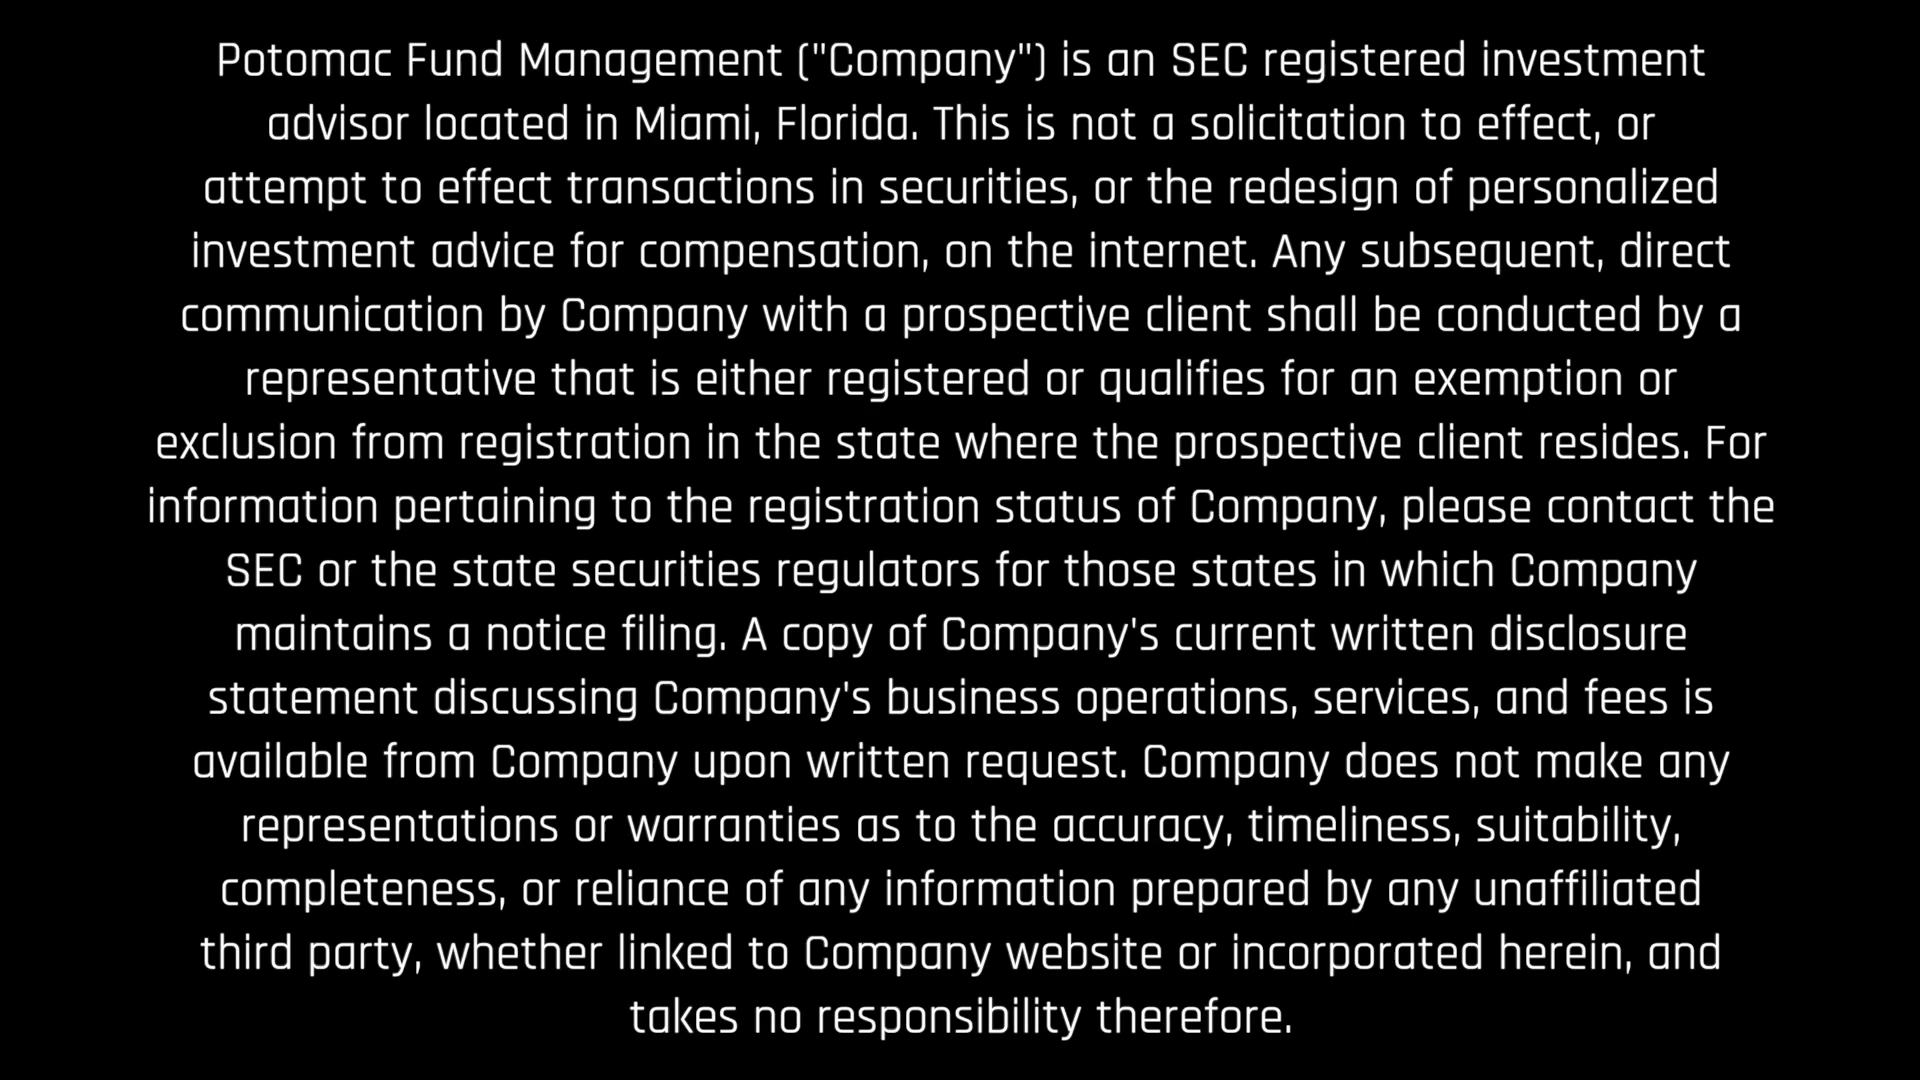 Potomac Fund Management ("Company") is an SEC registered investment
advisor located in Miami, Florida. This is not a solicitation to effect, or
attempt to effect transactions in securities, or the redesign of personalized
investment advice for compensation, on the internet. Any subsequent, direct
communication by Company with a prospective client shall be conducted by a
representative that is either registered or qualifies for an exemption or
exclusion from registration in the state where the prospective client resides. For
information pertaining to the registration status of Company, please contact the
SEC or the state securities regulators for those states in which Company
maintains a notice filing. A copy of Company's current written disclosure
statement discussing Company's business operations, services, and fees is
available from Company upon written request. Company does not make any
representations or warranties as to the accuracy, timeliness, suitability,
completeness, or reliance of any information prepared by any unaffiliated
third party, whether linked to Company website or incorporated herein, and
takes no responsibility therefore.